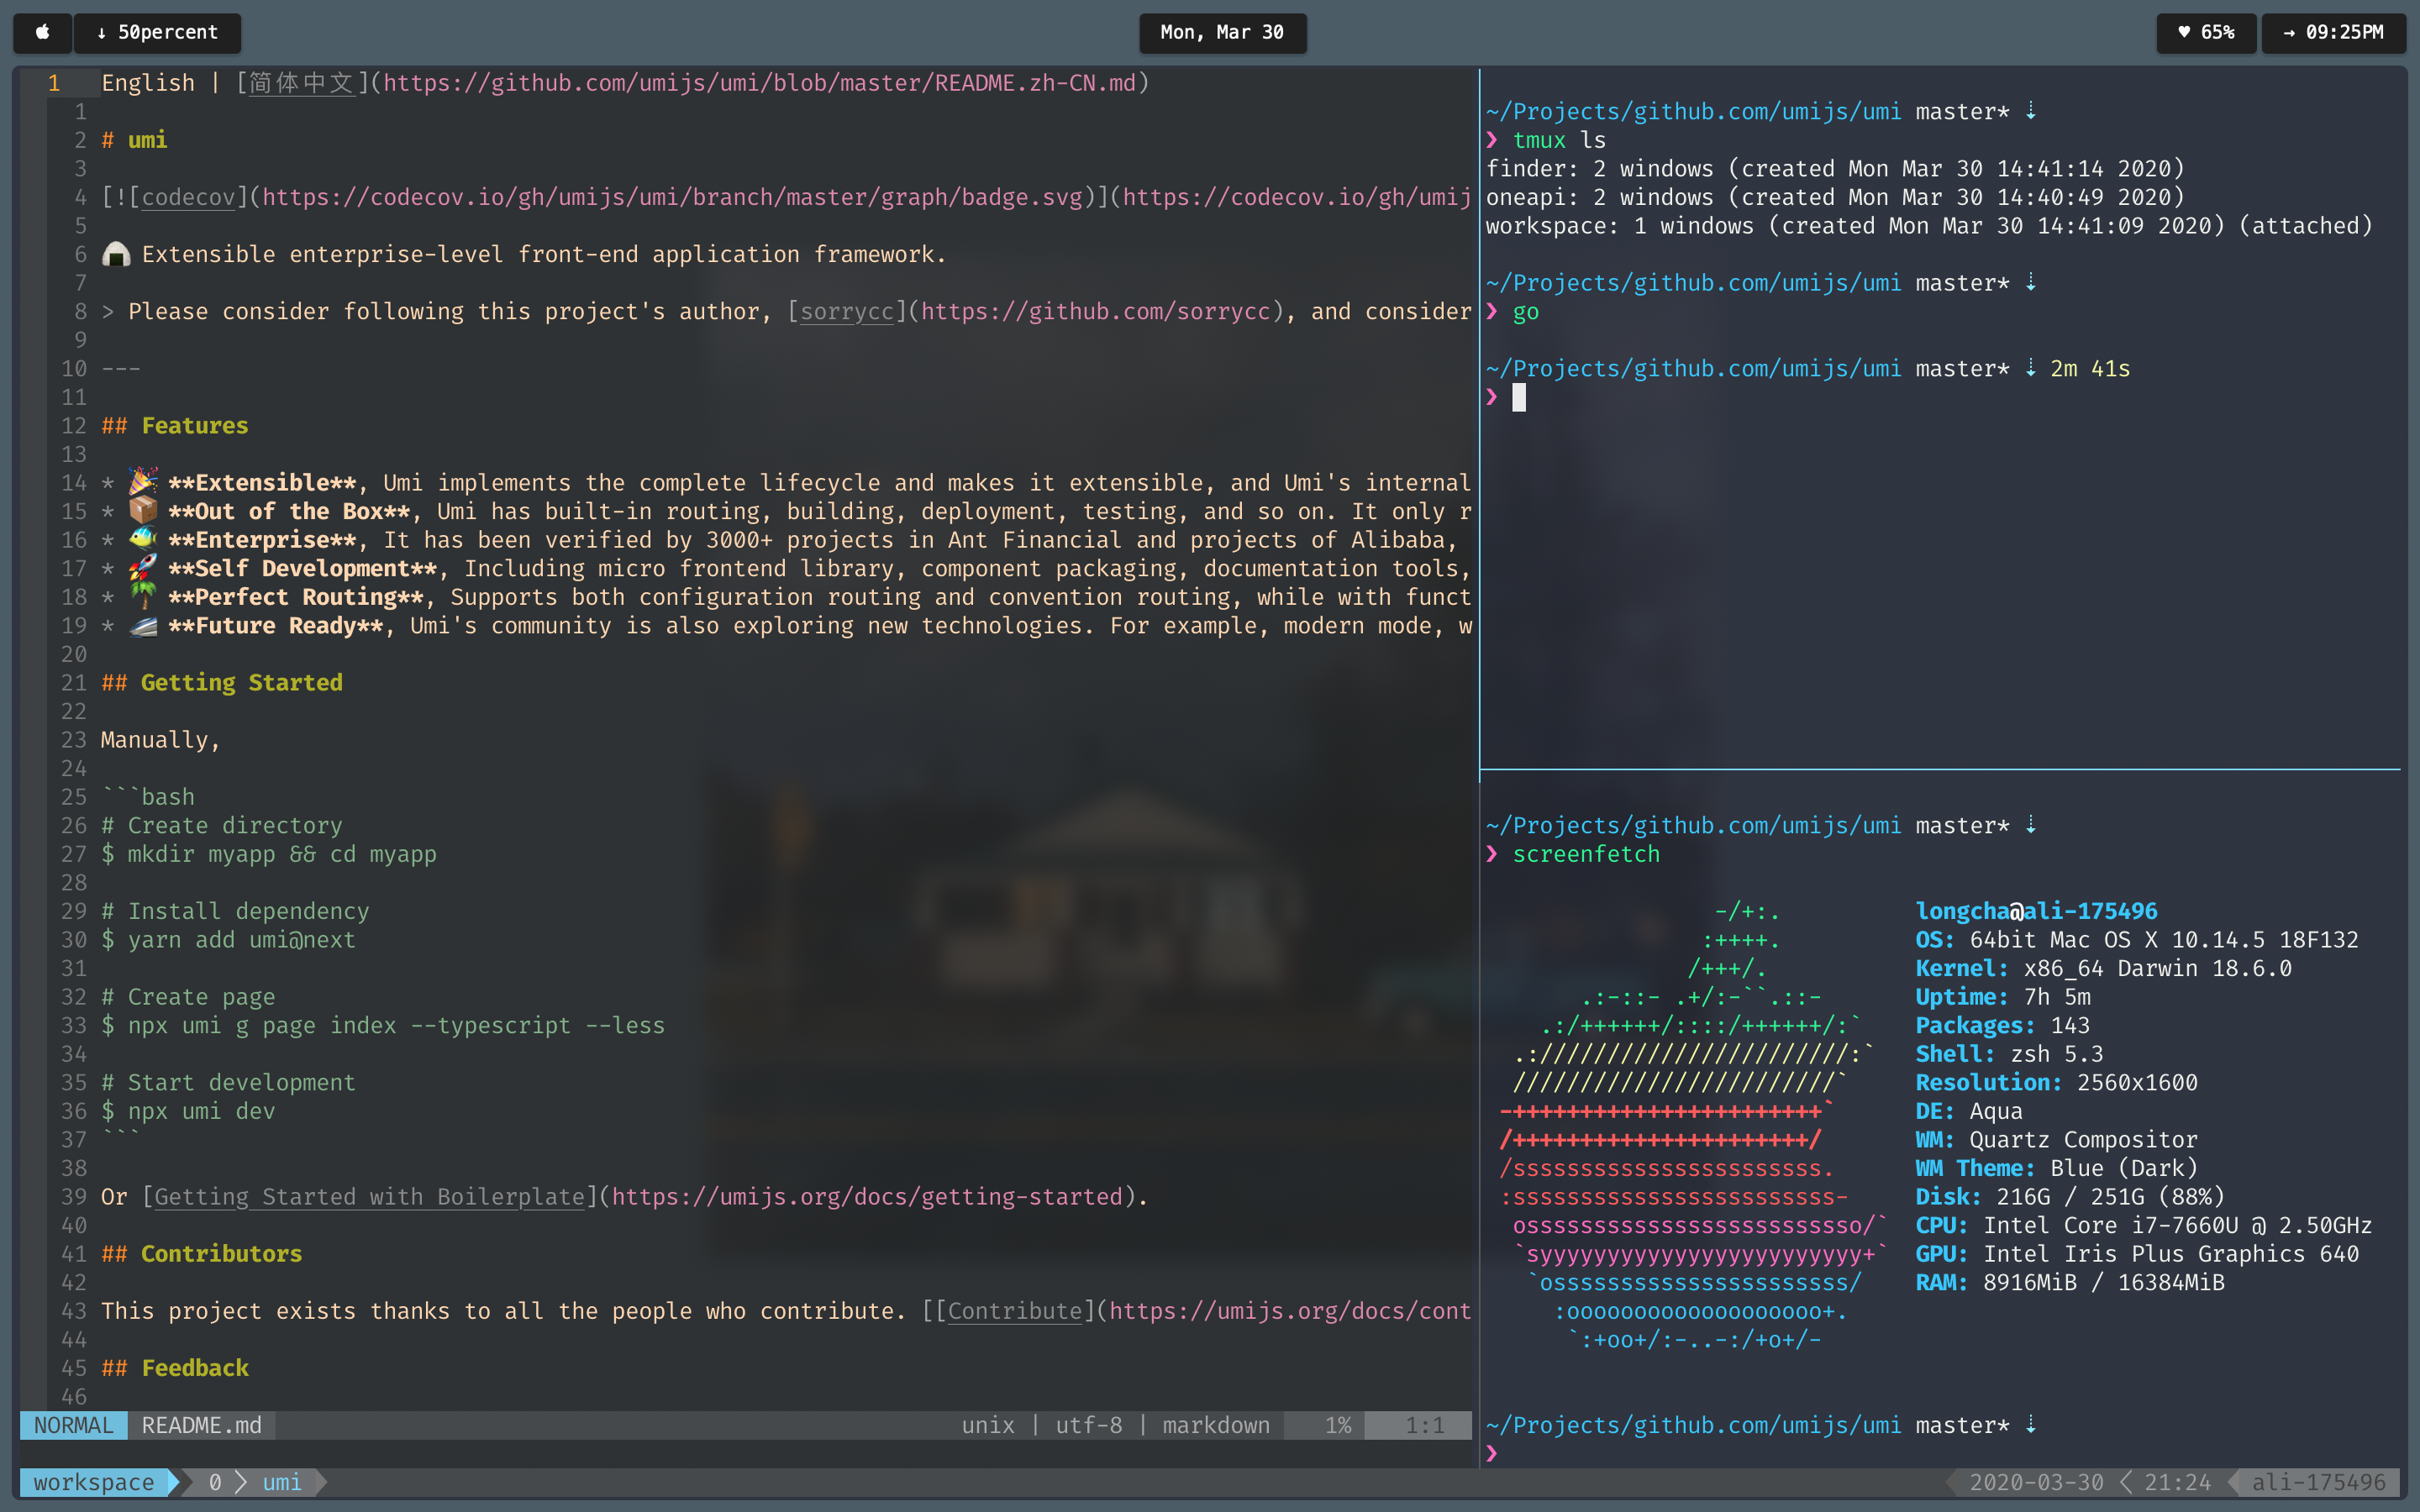 ↓ 50percent
Mon, Mar 30
♥ 65%
→ 09:25PM
1 English | [简体中文](https://github.com/umijs/umi/blob/master/README.zh-CN.md)
1
2 # umi
3
4 [![codecov](https://codecov.io/gh/umijs/umi/branch/master/graph/badge.svg)](https://codecov.io/gh/umij
5
6 🍙 Extensible enterprise-level front-end application framework.
7
8 > Please consider following this project's author, [sorrycc](https://github.com/sorrycc), and consider
9
10 ---
11
12 ## Features
13
14 * 🎉 **Extensible**, Umi implements the complete lifecycle and makes it extensible, and Umi's internal
15 * 📦 **Out of the Box**, Umi has built-in routing, building, deployment, testing, and so on. It only r
16 * 🐠 **Enterprise**, It has been verified by 3000+ projects in Ant Financial and projects of Alibaba,
17 * 🚀 **Self Development**, Including micro frontend library, component packaging, documentation tools,
18 * 🌴 **Perfect Routing**, Supports both configuration routing and convention routing, while with funct
19 * 🚄 **Future Ready**, Umi's community is also exploring new technologies. For example, modern mode, w
20
21 ## Getting Started
22
23 Manually,
24
25 ```bash
26 # Create directory
27 $ mkdir myapp && cd myapp
28
29 # Install dependency
30 $ yarn add umi@next
31
32 # Create page
33 $ npx umi g page index --typescript --less
34
35 # Start development
36 $ npx umi dev
37 ```
38
39 Or [Getting Started with Boilerplate](https://umijs.org/docs/getting-started).
40
41 ## Contributors
42
43 This project exists thanks to all the people who contribute. [[Contribute](https://umijs.org/docs/cont
44
45 ## Feedback
46
NORMAL README.md unix | utf-8 | markdown 1% 1:1
~/Projects/github.com/umijs/umi master* ⇣
❯ tmux ls
finder: 2 windows (created Mon Mar 30 14:41:14 2020)
oneapi: 2 windows (created Mon Mar 30 14:40:49 2020)
workspace: 1 windows (created Mon Mar 30 14:41:09 2020) (attached)
~/Projects/github.com/umijs/umi master* ⇣
❯ go
~/Projects/github.com/umijs/umi master* ⇣ 2m 41s
❯
~/Projects/github.com/umijs/umi master* ⇣
❯ screenfetch
-/+:. longcha@ali-175496
:++++. OS: 64bit Mac OS X 10.14.5 18F132
/+++/. Kernel: x86_64 Darwin 18.6.0
.:-::- .+/:-``.::- Uptime: 7h 5m
.:/++++++/::::/++++++/:` Packages: 143
.:///////////////////////:` Shell: zsh 5.3
////////////////////////` Resolution: 2560x1600
-+++++++++++++++++++++++` DE: Aqua
/++++++++++++++++++++++/ WM: Quartz Compositor
/sssssssssssssssssssssss. WM Theme: Blue (Dark)
:ssssssssssssssssssssssss- Disk: 216G / 251G (88%)
osssssssssssssssssssssssso/` CPU: Intel Core i7-7660U @ 2.50GHz
`syyyyyyyyyyyyyyyyyyyyyyyy+` GPU: Intel Iris Plus Graphics 640
`ossssssssssssssssssssss/ RAM: 8916MiB / 16384MiB
:ooooooooooooooooooo+.
`:+oo+/:-..-:/+o+/-
~/Projects/github.com/umijs/umi master* ⇣
❯
workspace 0 umi 2020-03-30 21:24 ali-175496